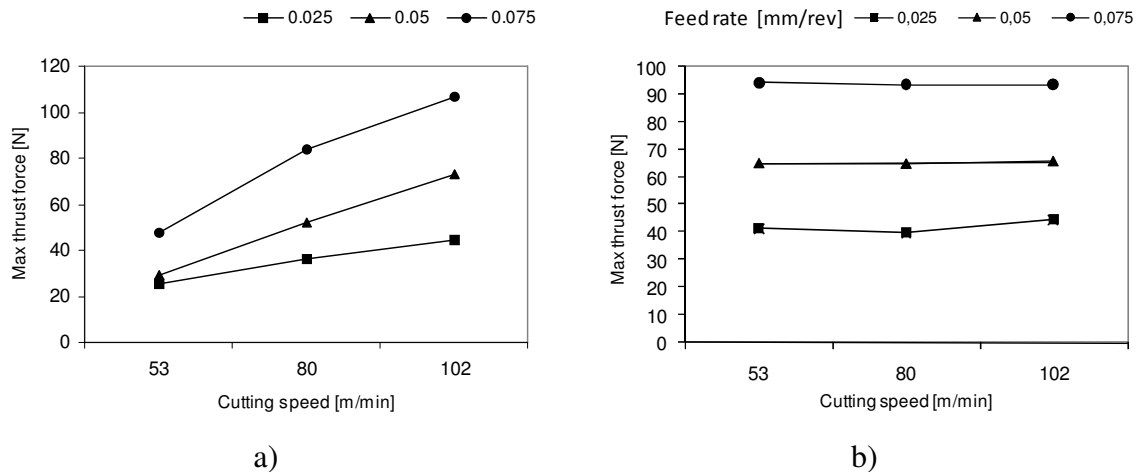 0.025 0.05 0.075
120
100
80
60
40
20
0
Max thrust force [N]
53 80 102
Cutting speed [m/min]
a)
Feed rate [mm/rev] 0,025 0,05 0,075
100
90
80
70
60
50
40
30
20
10
0
Max thrust force [N]
53 80 102
Cutting speed [m/min]
b)